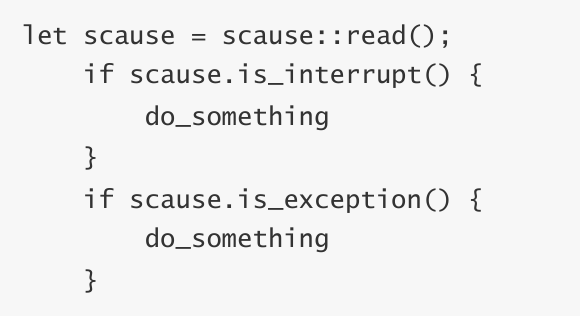 let scause = scause::read();
    if scause.is_interrupt() {
        do_something
    }
    if scause.is_exception() {
        do_something
    }